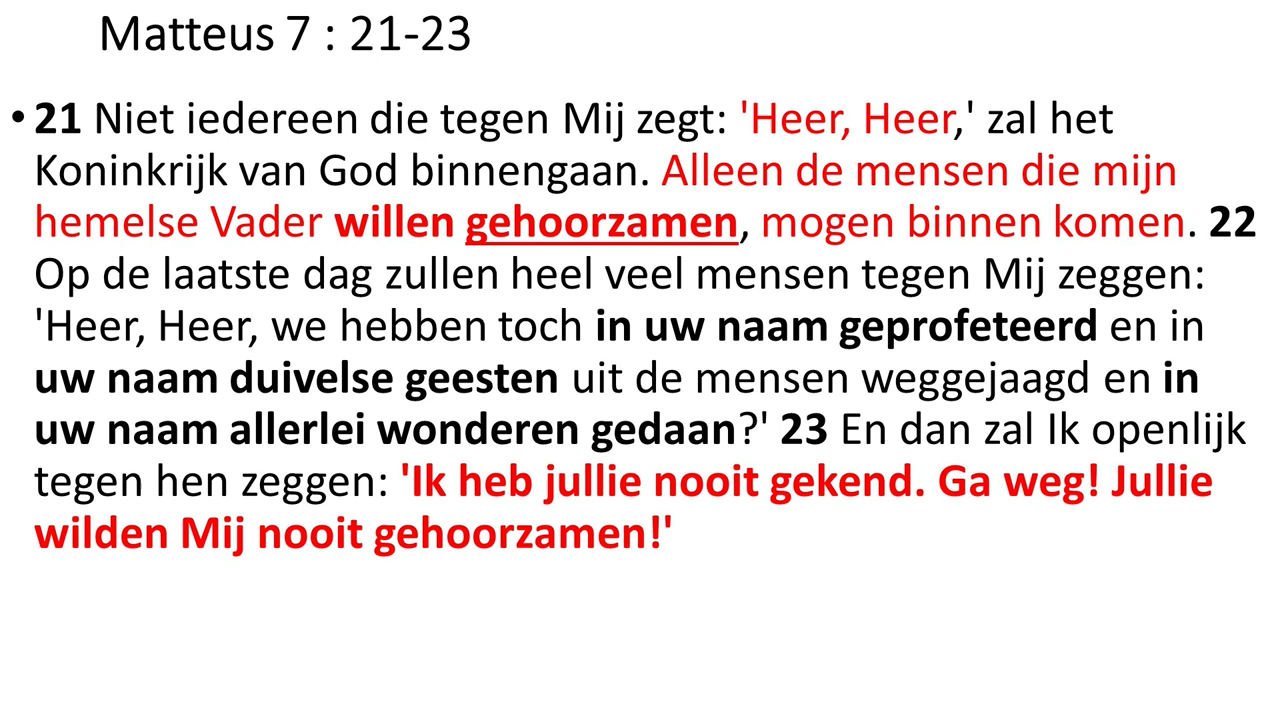 Matteus 7 : 21-23
• 21 Niet iedereen die tegen Mij zegt: 'Heer, Heer,' zal het
Koninkrijk van God binnengaan. Alleen de mensen die mijn
hemelse Vader willen gehoorzamen, mogen binnen komen. 22
Op de laatste dag zullen heel veel mensen tegen Mij zeggen:
'Heer, Heer, we hebben toch in uw naam geprofeteerd en in
uw naam duivelse geesten uit de mensen weggejaagd en in
uw naam allerlei wonderen gedaan?' 23 En dan zal Ik openlijk
tegen hen zeggen: 'Ik heb jullie nooit gekend. Ga weg! Jullie
wilden Mij nooit gehoorzamen!'